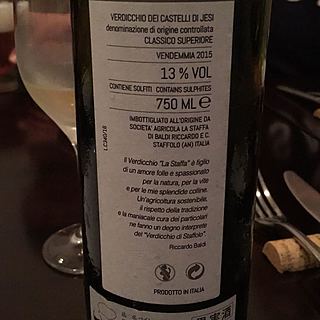 VERDICCHIO DEI CASTELLI DI JESI
denominazione di origine controllata
CLASSICO SUPERIORE
VENDEMMIA 2015
13 % VOL
CONTIENE SOLFITI CONTAINS SULPHITES
750 ML ℮
IMBOTTIGLIATO ALL'ORIGINE DA
SOCIETA' AGRICOLA LA STAFFA
DI BALDI RICCARDO E C.
STAFFOLO (AN) ITALIA
Il Verdicchio "La Staffa" è figlio
di un amore folle e spassionato
per la natura, per la vite
e per le mie splendide colline.
Un'agricoltura sostenibile,
il rispetto della tradizione
e la maniacale cura dei particolari
ne fanno un degno interprete
del "Verdicchio di Staffolo".
Riccardo Baldi
PRODOTTO IN ITALIA
果実酒